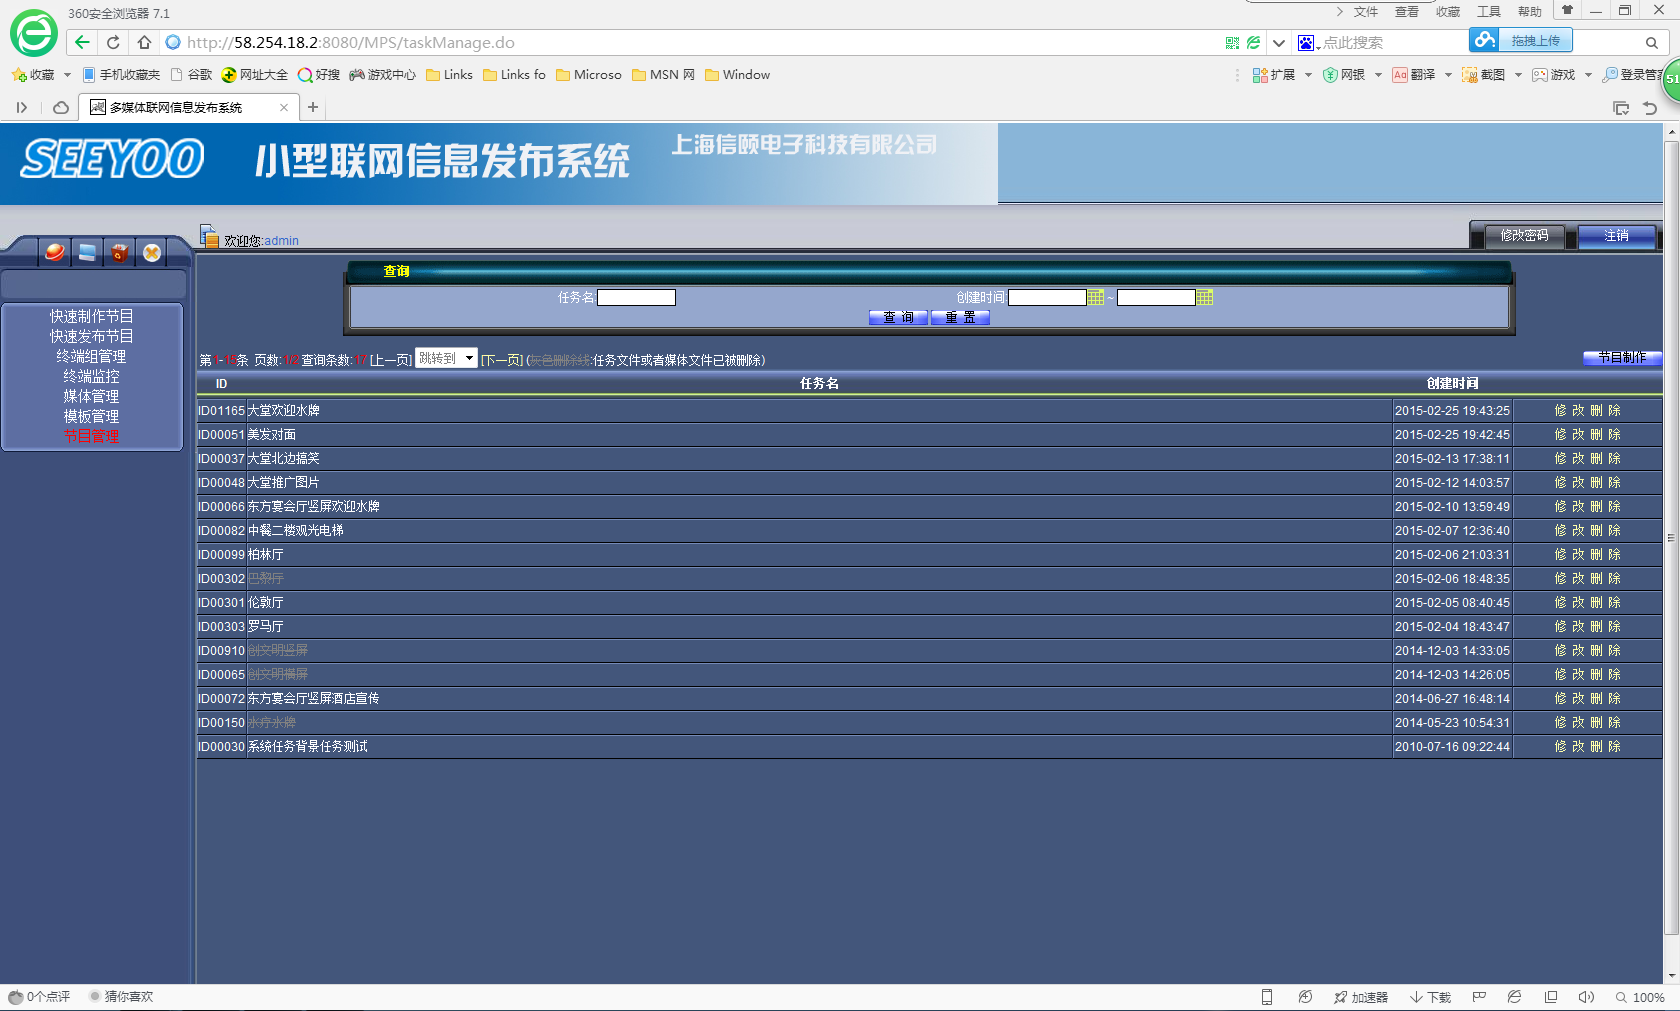 360安全浏览器 7.1
文件 查看 收藏 工具 帮助
http://58.254.18.2:8080/MPS/taskManage.do
点此搜索
拖拽上传
收藏 手机收藏夹 谷歌 网址大全 好搜 游戏中心 Links Links fo Microso MSN 网 Window
扩展 网银 翻译 截图 游戏 登录管家
51
多媒体联网信息发布系统
SEEYOO 小型联网信息发布系统 上海信颐电子科技有限公司
欢迎您:admin
修改密码 注销
快速制作节目
快速发布节目
终端组管理
终端监控
媒体管理
模板管理
节目管理
查询
任务名: 创建时间: ~
查 询 重 置
第1-15条 页数:1/2 查询条数:17 [上一页] 跳转到 [下一页] (灰色删除线:任务文件或者媒体文件已被删除)
节目制作
ID 任务名 创建时间
ID01165 大堂欢迎水牌 2015-02-25 19:43:25 修 改 删 除
ID00051 美发对面 2015-02-25 19:42:45 修 改 删 除
ID00037 大堂北边搞笑 2015-02-13 17:38:11 修 改 删 除
ID00048 大堂推广图片 2015-02-12 14:03:57 修 改 删 除
ID00066 东方宴会厅竖屏欢迎水牌 2015-02-10 13:59:49 修 改 删 除
ID00082 中餐二楼观光电梯 2015-02-07 12:36:40 修 改 删 除
ID00099 柏林厅 2015-02-06 21:03:31 修 改 删 除
ID00302 巴黎厅 2015-02-06 18:48:35 修 改 删 除
ID00301 伦敦厅 2015-02-05 08:40:45 修 改 删 除
ID00303 罗马厅 2015-02-04 18:43:47 修 改 删 除
ID00910 创文明竖屏 2014-12-03 14:33:05 修 改 删 除
ID00065 创文明横屏 2014-12-03 14:26:05 修 改 删 除
ID00072 东方宴会厅竖屏酒店宣传 2014-06-27 16:48:14 修 改 删 除
ID00150 水疗水牌 2014-05-23 10:54:31 修 改 删 除
ID00030 系统任务背景任务测试 2010-07-16 09:22:44 修 改 删 除
0个点评 猜你喜欢
加速器 下载 100%